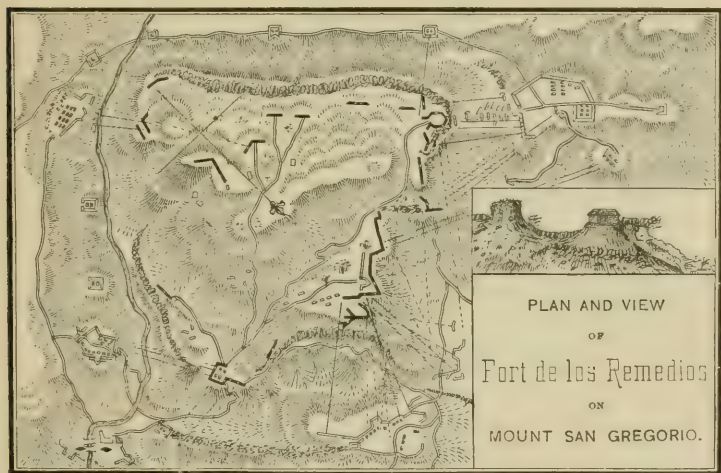 PLAN AND VIEW
OF
Fort de los Remedios
ON
MOUNT SAN GREGORIO.